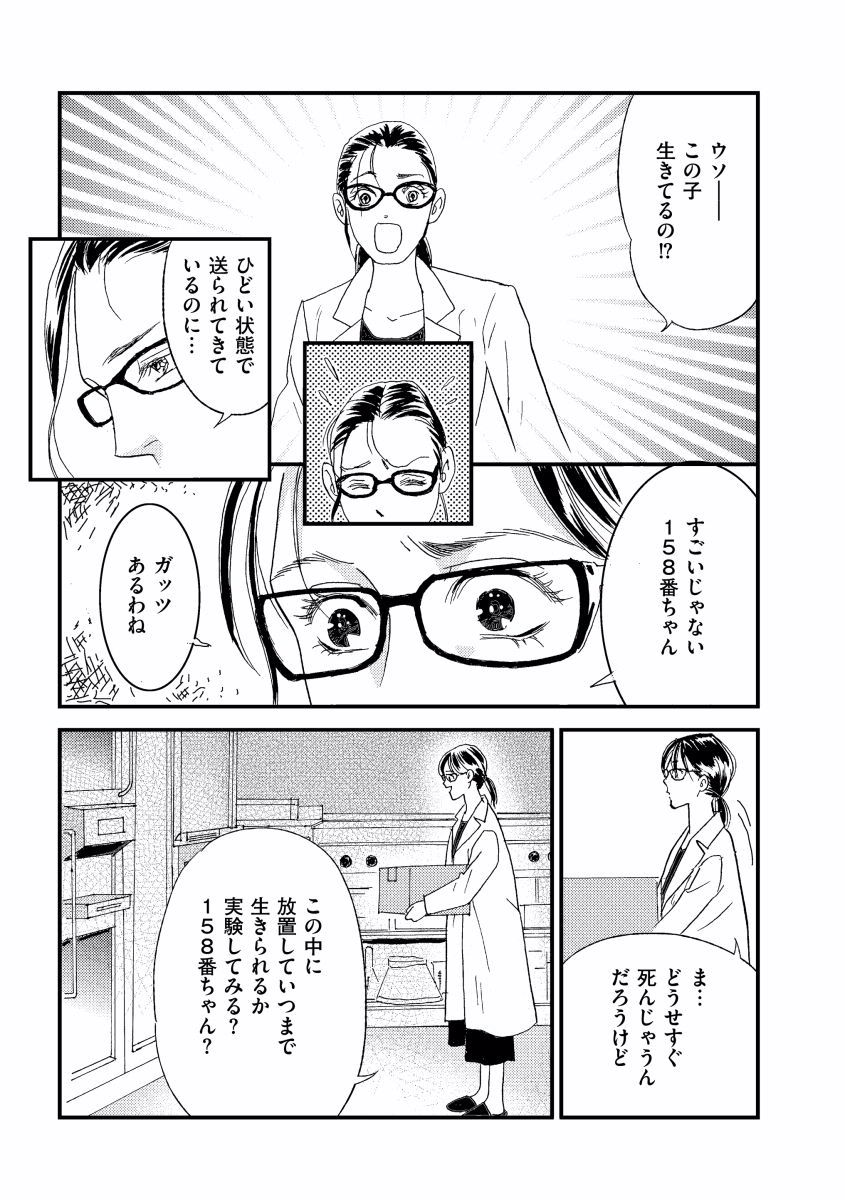 ウソ――
この子
生きてるの!?
ひどい状態で
送られてきて
いるのに…
すごいじゃない
158番ちゃん
ガッツ
あるわね
ま…
どうせすぐ
死んじゃうん
だろうけど
この中に
放置していつまで
生きられるか
実験してみる?
158番ちゃん?